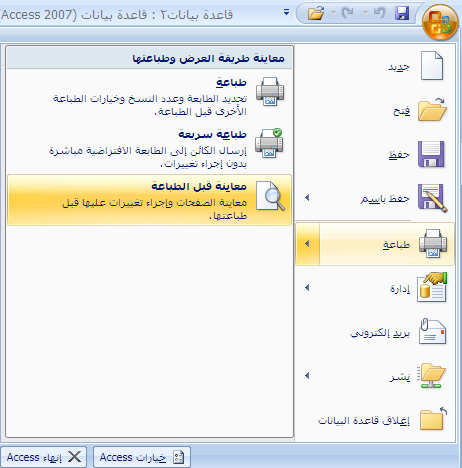 قاعدة بيانات٢ : قاعدة بيانات (Access 2007
جديد
فتح
حفظ
حفظ باسم
طباعة
إدارة
بريد إلكتروني
نشر
إغلاق قاعدة البيانات
معاينة طريقة العرض وطباعتها
طباعة
تحديد الطابعة وعدد النسخ وخيارات الطباعة
الأخرى قبل الطباعة.
طباعة سريعة
إرسال الكائن إلى الطابعة الافتراضية مباشرة
بدون إجراء تغييرات.
معاينة قبل الطباعة
معاينة الصفحات وإجراء تغييرات عليها قبل
طباعتها.
خيارات Access
إنهاء Access